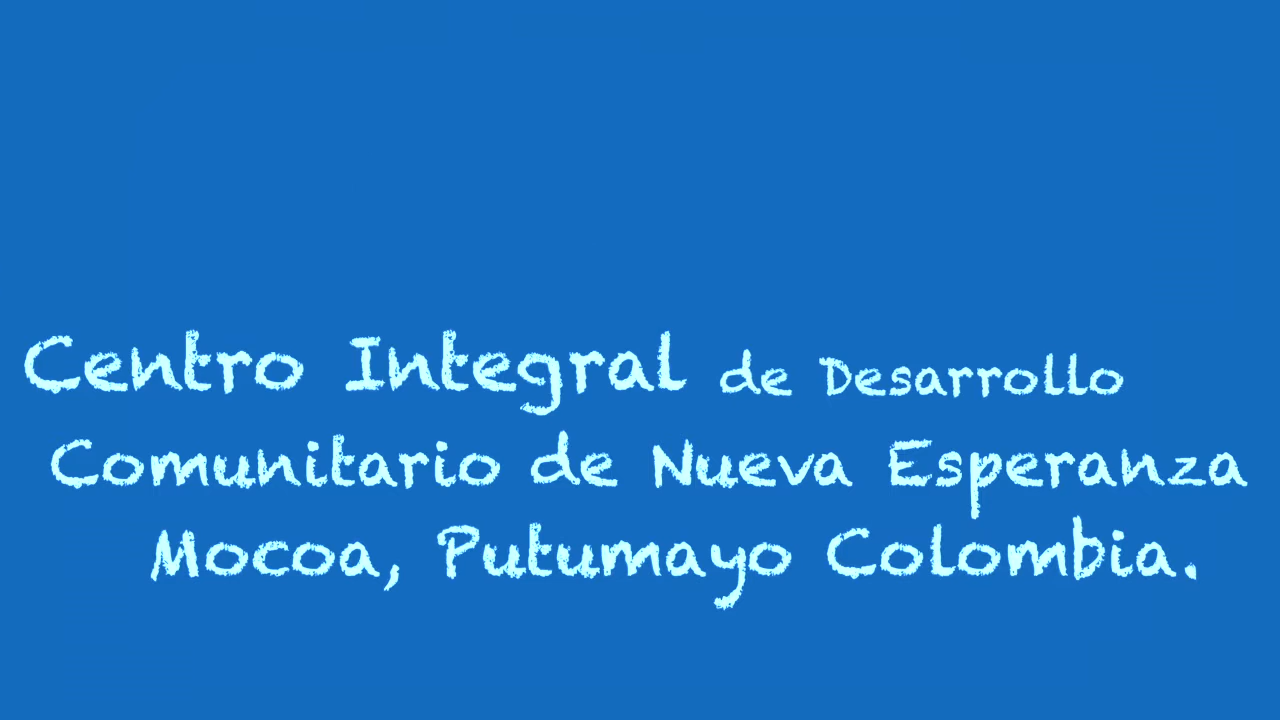 Centro Integral de Desarrollo
Comunitario de Nueva Esperanza
Mocoa, Putumayo Colombia.